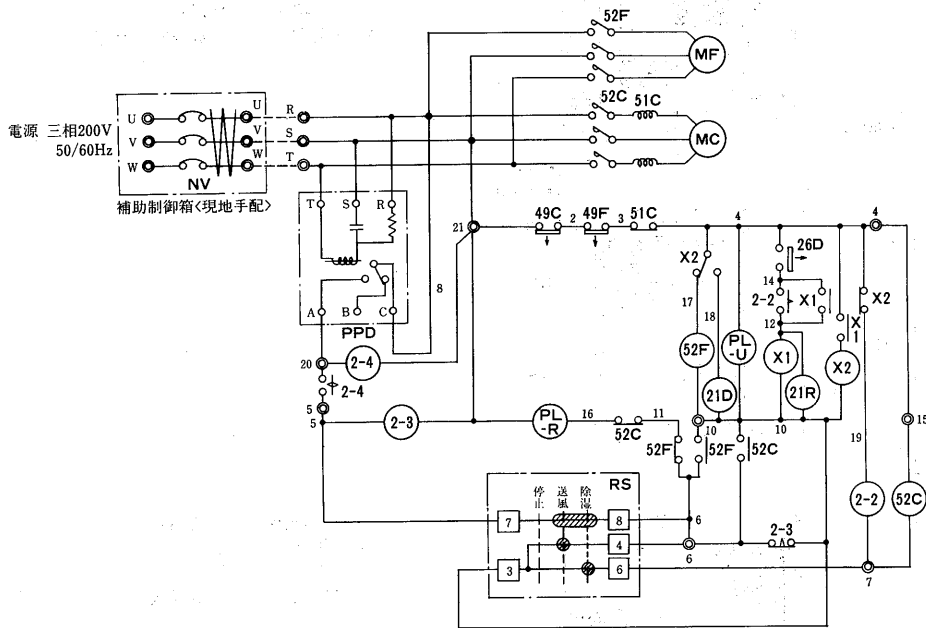 52F
MF
52C
51C
MC
電源 三相200V
50/60Hz
U
V
W
U
V
W
NV
補助制御箱〈現地手配〉
R
S
T
T
S
R
A
B
C
PPD
8
21
49C
2
49F
3
51C
4
4
X2
17
18
26D
14
2-2
X1
12
X1
X2
52F
21D
PL-U
X1
21R
X2
20
2-4
2-4
5
5
2-3
PL-R
16
52C
11
10
10
52F
52F
52C
19
15
2-2
52C
RS
停止
送風
除湿
7
8
3
4
6
6
6
2-3
A
7